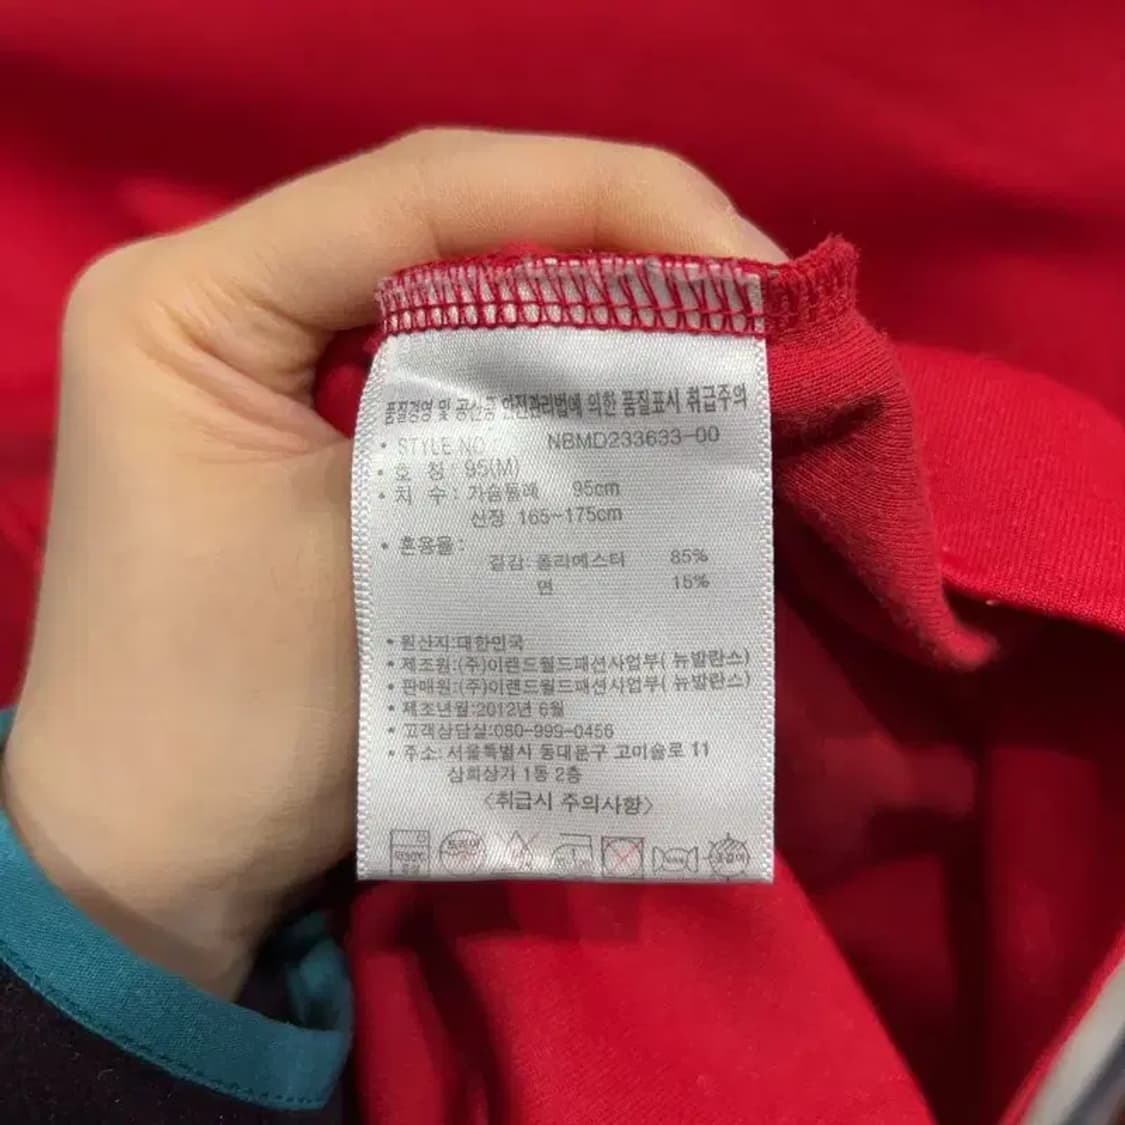 품질경영 및 공산품 안전관리법에 의한 품질표시 취급주의
• STYLE NO : NBMD233633-00
• 호 칭 : 95(M)
• 치 수 : 가슴둘레 95cm
신장 165-175cm
• 혼용율 :
겉감: 폴리에스터 85%
면 15%
• 원산지:대한민국
• 제조원:(주)이랜드월드패션사업부( 뉴발란스)
• 판매원:(주)이랜드월드패션사업부( 뉴발란스)
• 제조년월:2012년 6월
• 고객상담실:080-999-0456
• 주소: 서울특별시 동대문구 고미술로 11
삼희상가 1동 2층
<취급시 주의사항>
드라이